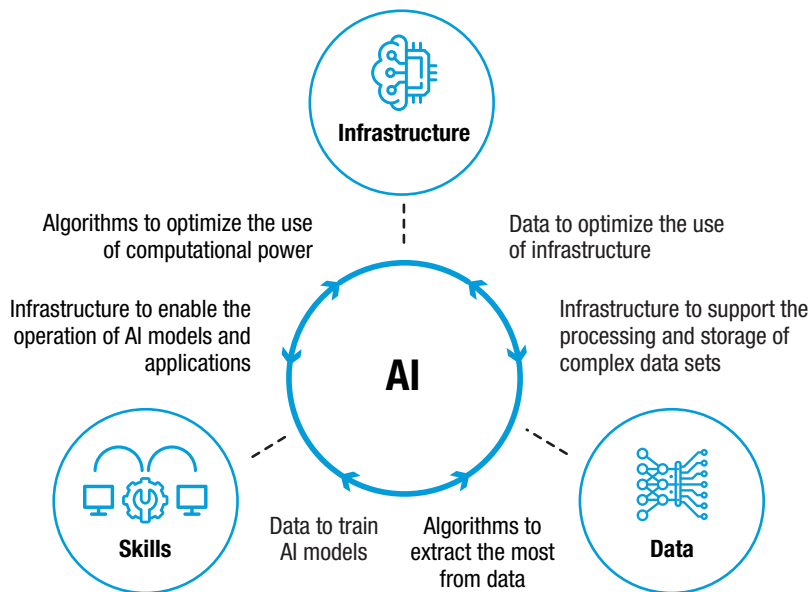 Infrastructure
Algorithms to optimize the use
of computational power
Data to optimize the use
of infrastructure
Infrastructure to enable the
operation of AI models and
applications
AI
Infrastructure to support the
processing and storage of
complex data sets
Skills
Data to train
AI models
Algorithms to
extract the most
from data
Data